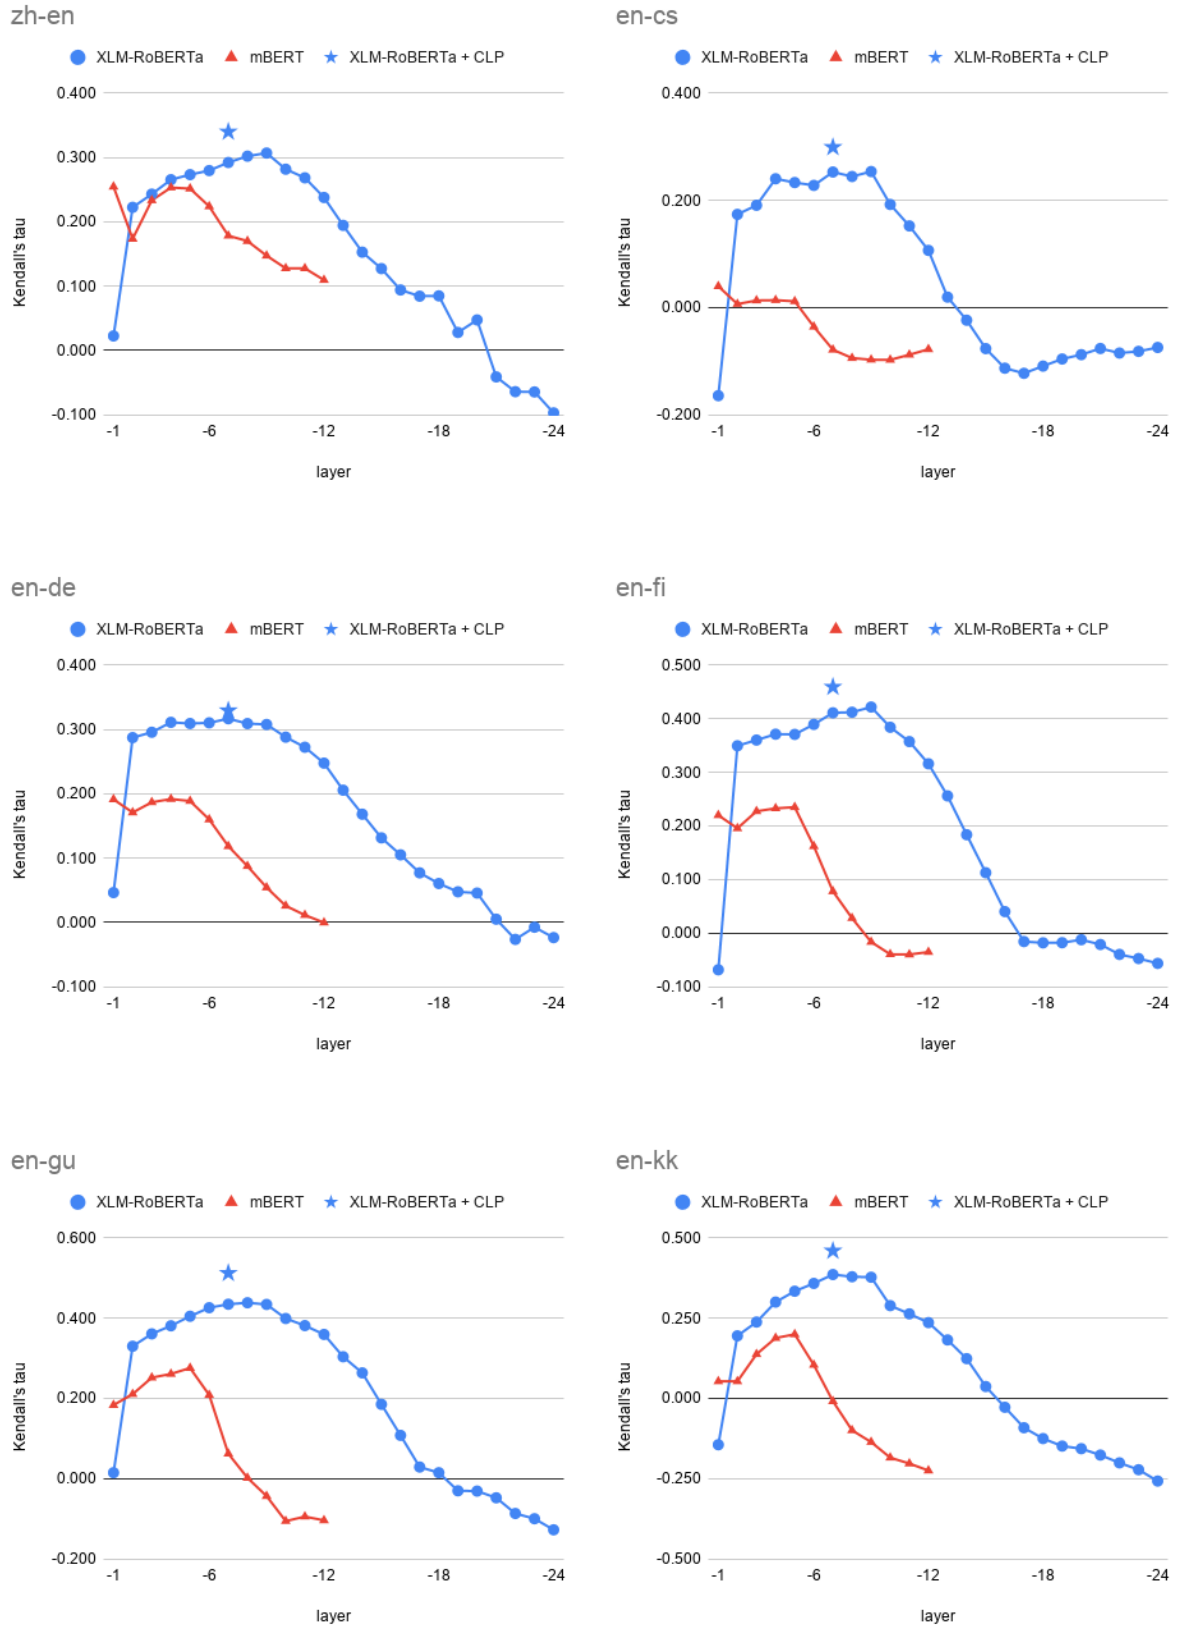 zh-en
XLM-RoBERTa mBERT XLM-RoBERTa + CLP
0.400
0.300
0.200
0.100
0.000
-0.100
Kendall's tau
-1 -6 -12 -18 -24
layer
en-cs
XLM-RoBERTa mBERT XLM-RoBERTa + CLP
0.400
0.200
0.000
-0.200
Kendall's tau
-1 -6 -12 -18 -24
layer
en-de
XLM-RoBERTa mBERT XLM-RoBERTa + CLP
0.400
0.300
0.200
0.100
0.000
-0.100
Kendall's tau
-1 -6 -12 -18 -24
layer
en-fi
XLM-RoBERTa mBERT XLM-RoBERTa + CLP
0.500
0.400
0.300
0.200
0.100
0.000
-0.100
Kendall's tau
-1 -6 -12 -18 -24
layer
en-gu
XLM-RoBERTa mBERT XLM-RoBERTa + CLP
0.600
0.400
0.200
0.000
-0.200
Kendall's tau
-1 -6 -12 -18 -24
layer
en-kk
XLM-RoBERTa mBERT XLM-RoBERTa + CLP
0.500
0.250
0.000
-0.250
-0.500
Kendall's tau
-1 -6 -12 -18 -24
layer